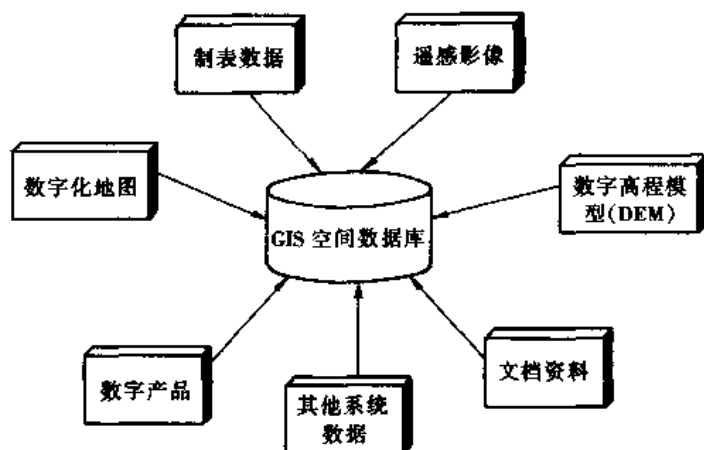 制表数据
遥感影像
数字化地图
数字高程模
型(DEM)
GIS 空间数据库
数字产品
其他系统
数据
文档资料